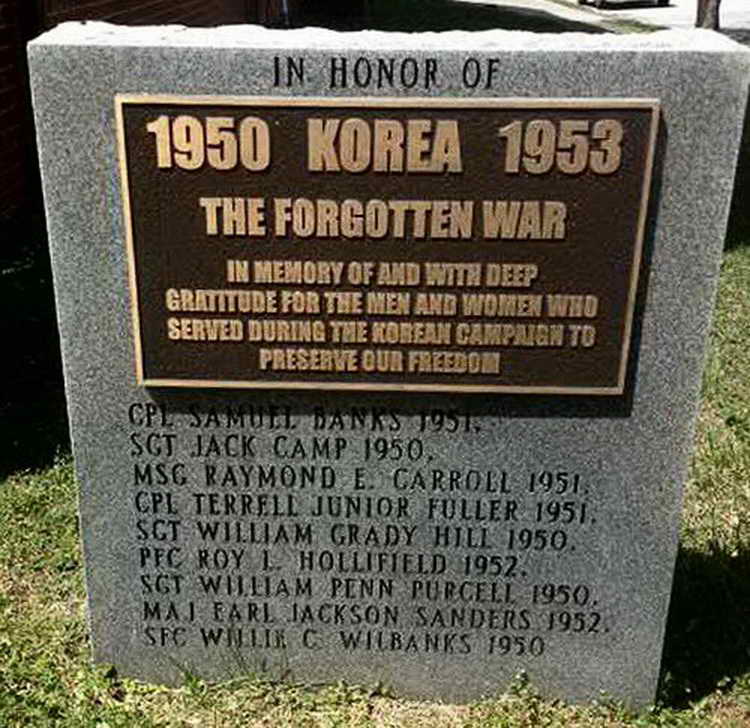 IN HONOR OF
1950 KOREA 1953
THE FORGOTTEN WAR
IN MEMORY OF AND WITH DEEP
GRATITUDE FOR THE MEN AND WOMEN WHO
SERVED DURING THE KOREAN CAMPAIGN TO
PRESERVE OUR FREEDOM
CPL SAMUEL BANKS 1951,
SGT JACK CAMP 1950,
MSG RAYMOND E. CARROLL 1951,
CPL TERRELL JUNIOR FULLER 1951,
SGT WILLIAM GRADY HILL 1950,
PFC ROY L. HOLLIFIELD 1952,
SGT WILLIAM PENN PURCELL 1950,
MAJ EARL JACKSON SANDERS 1952,
SFC WILLIE C. WILBANKS 1950